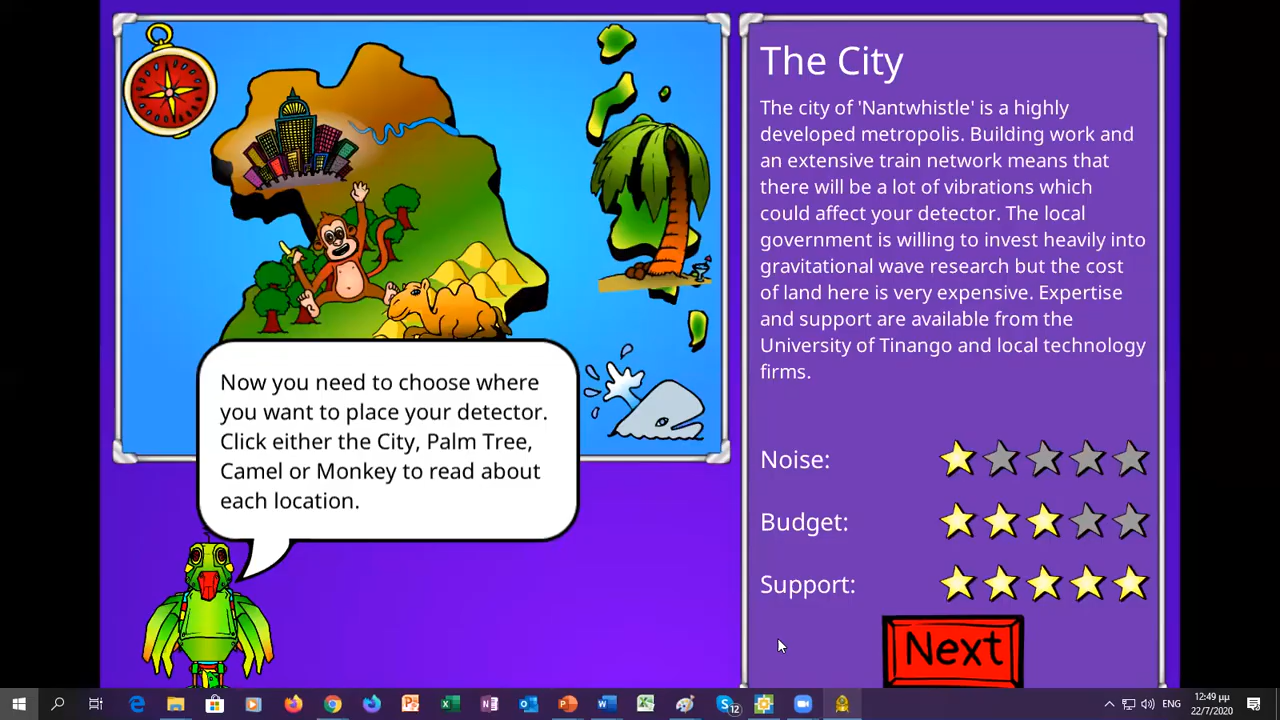 The City
The city of 'Nantwhistle' is a highly
developed metropolis. Building work and
an extensive train network means that
there will be a lot of vibrations which
could affect your detector. The local
government is willing to invest heavily into
gravitational wave research but the cost
of land here is very expensive. Expertise
and support are available from the
University of Tinango and local technology
firms.
Now you need to choose where
you want to place your detector.
Click either the City, Palm Tree,
Camel or Monkey to read about
each location.
Noise:
Budget:
Support:
Next
12
ENG
12:49 μμ
22/7/2020